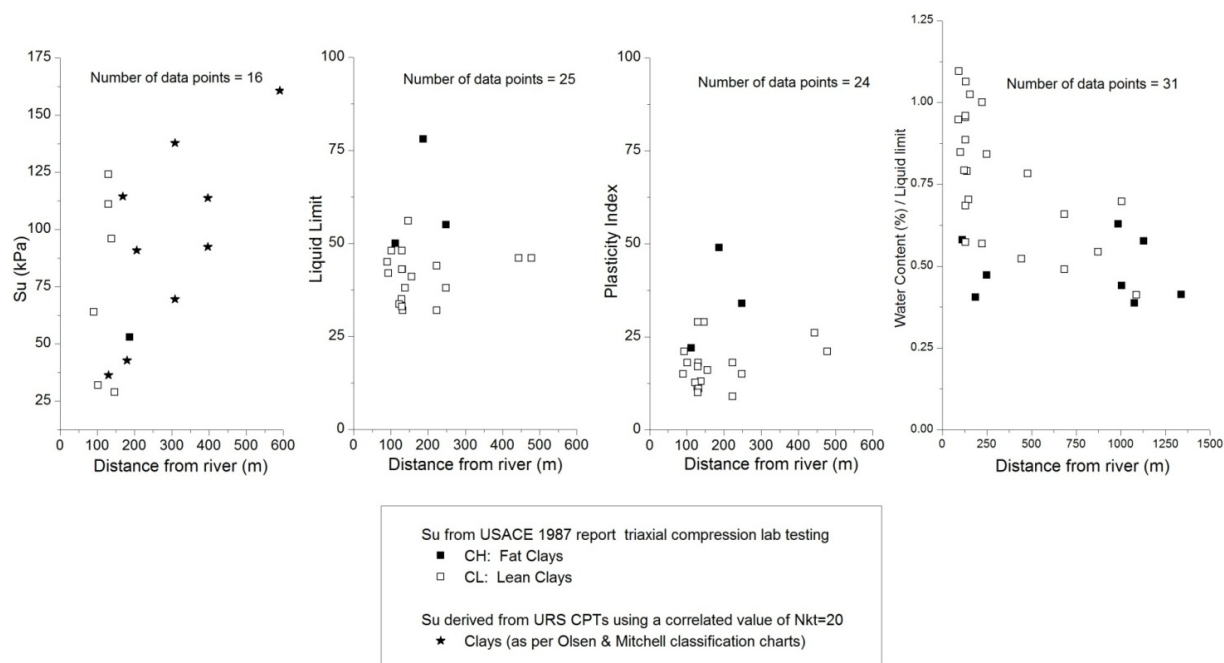 175
150
125
100
75
50
25
Su (kPa)
Number of data points = 16
0 100 200 300 400 500 600
Distance from river (m)
100
75
50
25
0
Liquid Limit
Number of data points = 25
0 100 200 300 400 500 600
Distance from river (m)
100
75
50
25
0
Plasticity Index
Number of data points = 24
0 100 200 300 400 500 600
Distance from river (m)
1.25
1.00
0.75
0.50
0.25
0.00
Water Content (%) / Liquid limit
Number of data points = 31
0 250 500 750 1000 1250 1500
Distance from river (m)
Su from USACE 1987 report triaxial compression lab testing
CH: Fat Clays
CL: Lean Clays
Su derived from URS CPTs using a correlated value of Nkt=20
Clays (as per Olsen & Mitchell classification charts)